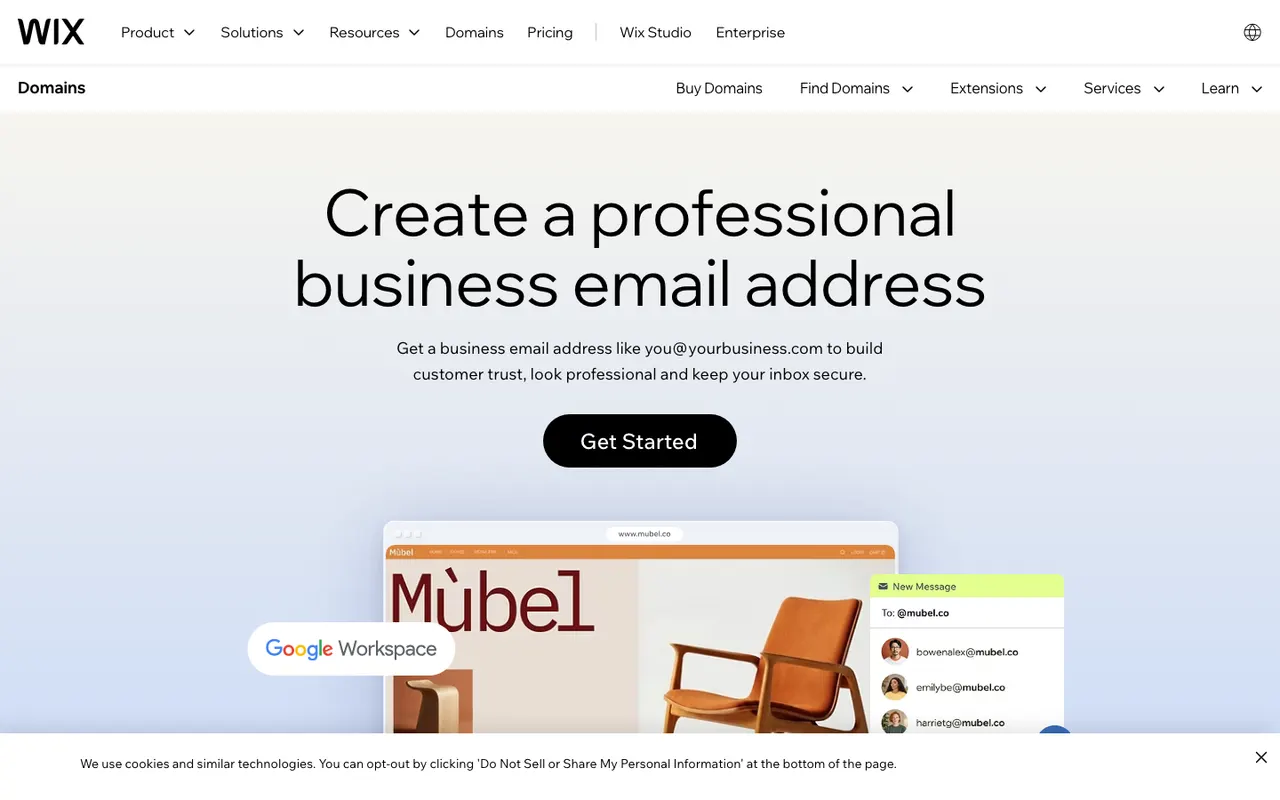 WIX Product Solutions Resources Domains Pricing Wix Studio Enterprise
Domains Buy Domains Find Domains Extensions Services Learn
Create a professional
business email address
Get a business email address like you@yourbusiness.com to build
customer trust, look professional and keep your inbox secure.
Get Started
www.mubel.co
Mùbel
Mùbel
Google Workspace
New Message
To: @mubel.co
bowenalex@mubel.co
emilybe@mubel.co
harrietg@mubel.co
We use cookies and similar technologies. You can opt-out by clicking 'Do Not Sell or Share My Personal Information' at the bottom of the page.